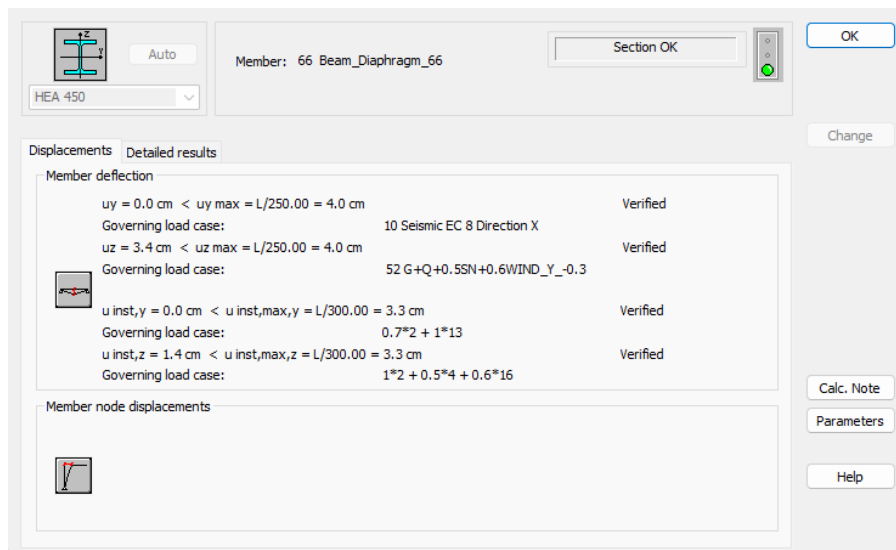 Z
Y
Auto
HEA 450
Member: 66 Beam_Diaphragm_66
Section OK
OK
Change
Displacements
Detailed results
Member deflection
uy = 0.0 cm < uy max = L/250.00 = 4.0 cm Verified
Governing load case: 10 Seismic EC 8 Direction X
uz = 3.4 cm < uz max = L/250.00 = 4.0 cm Verified
Governing load case: 52 G+Q+0.5SN+0.6WIND_Y_-0.3
u inst,y = 0.0 cm < u inst,max,y = L/300.00 = 3.3 cm Verified
Governing load case: 0.7*2 + 1*13
u inst,z = 1.4 cm < u inst,max,z = L/300.00 = 3.3 cm Verified
Governing load case: 1*2 + 0.5*4 + 0.6*16
Member node displacements
Calc. Note
Parameters
Help